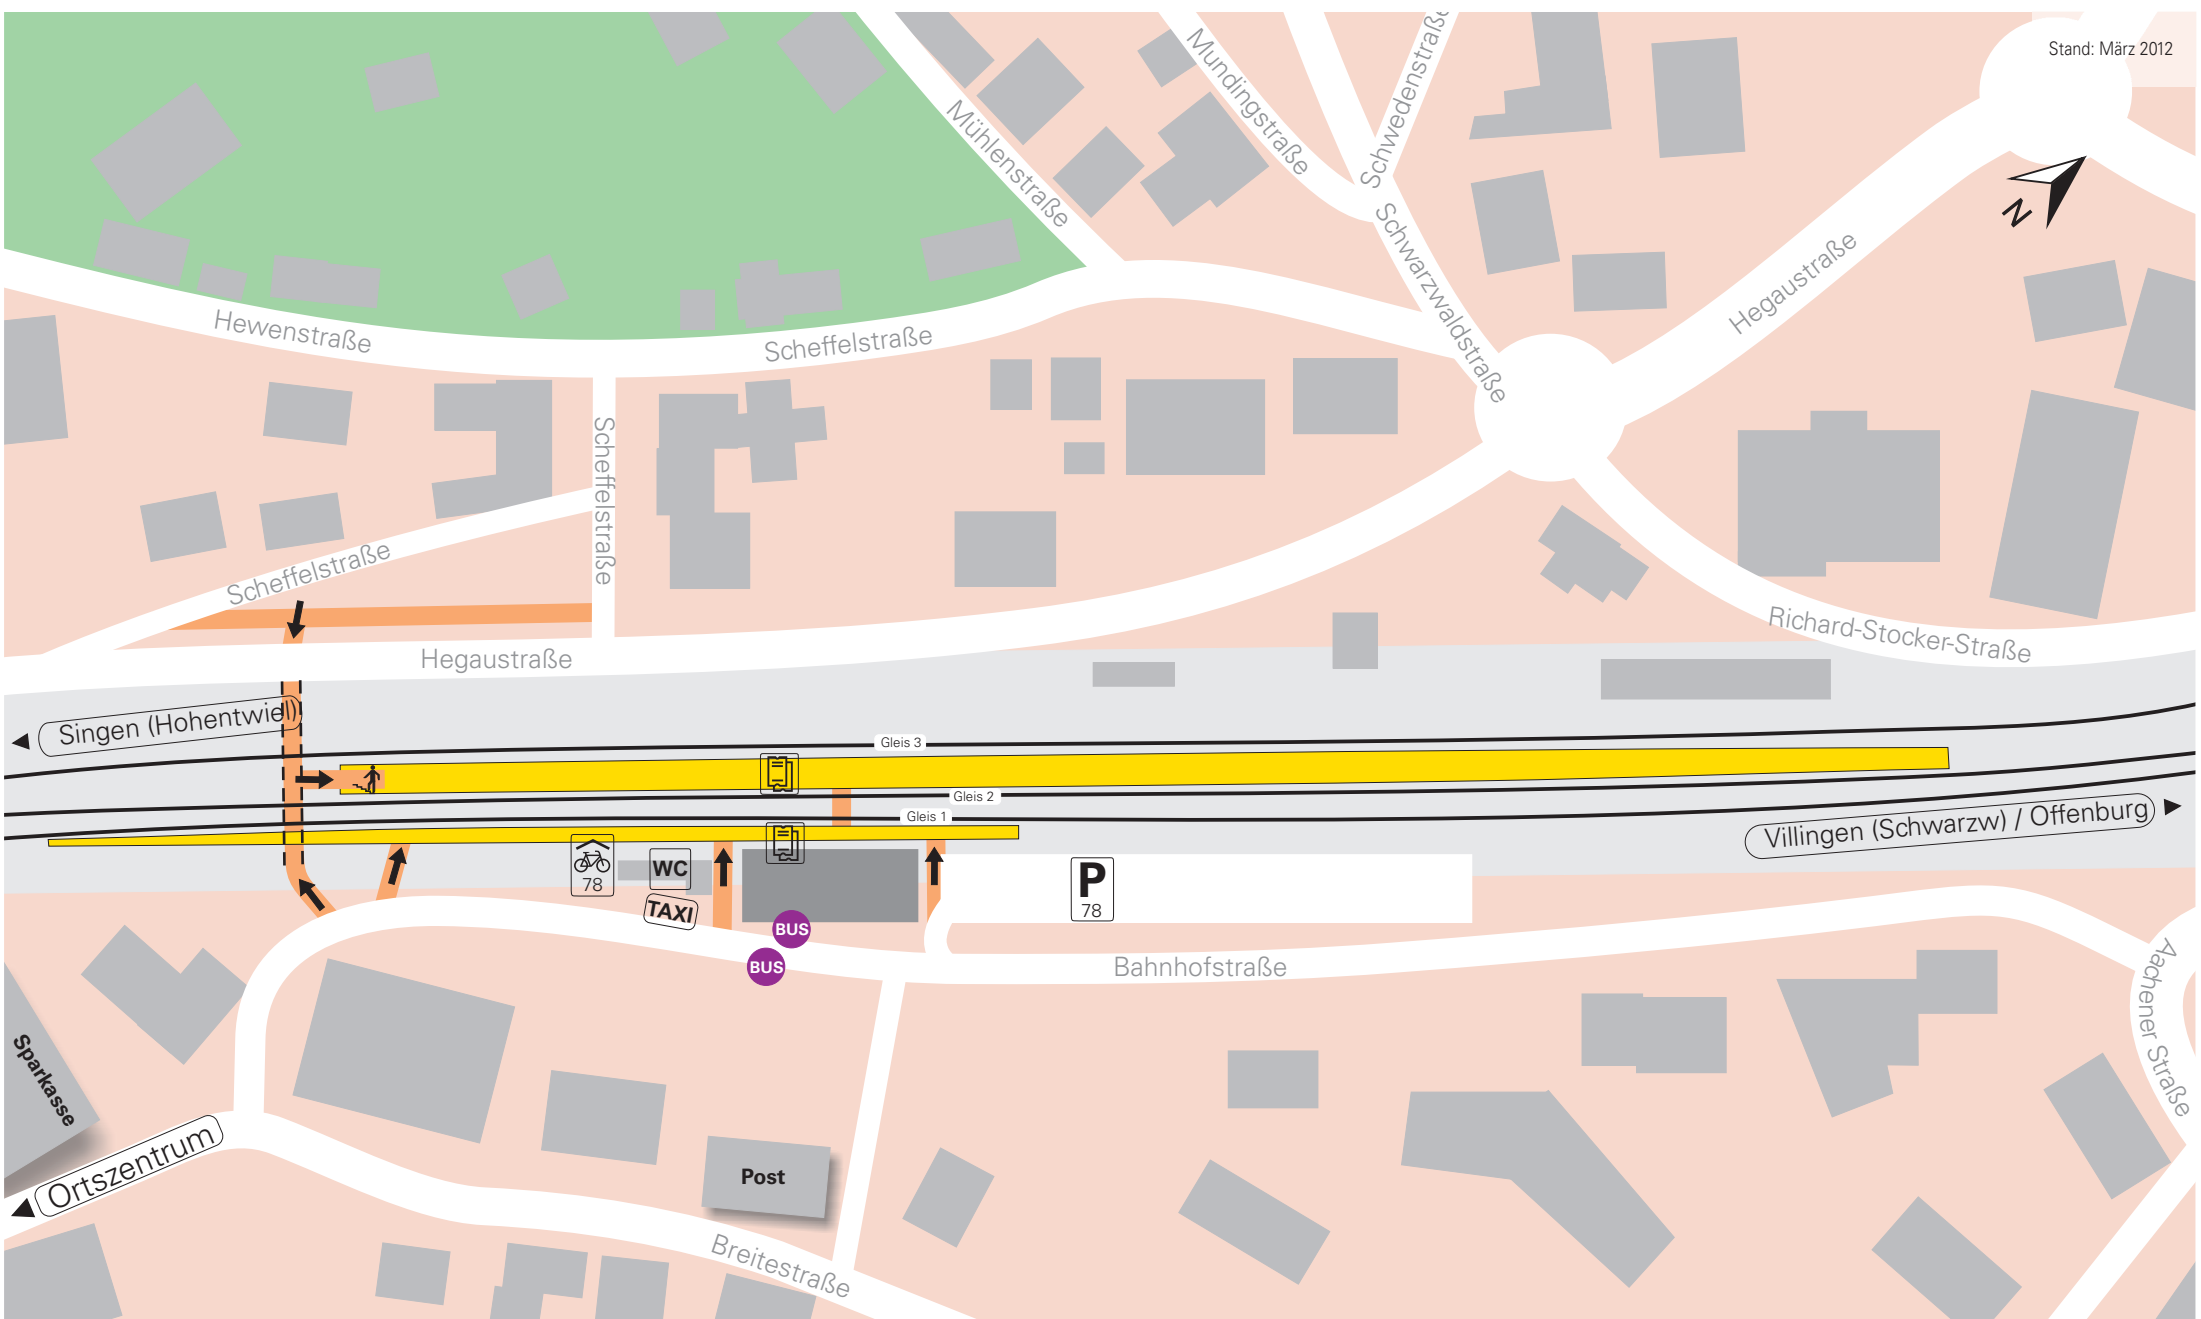 Stand: März 2012
Mühlenstraße
Mundingstraße
Schwedenstraße
Schwarzwaldstraße
Hegaustraße
N
Hewenstraße
Scheffelstraße
Scheffelstraße
Scheffelstraße
Richard-Stocker-Straße
Hegaustraße
Singen (Hohentwiel)
Gleis 3
Gleis 2
Gleis 1
Villingen (Schwarzw) / Offenburg
78
WC
TAXI
P
78
BUS
BUS
Bahnhofstraße
Aachener Straße
Sparkasse
Ortszentrum
Post
Breitestraße